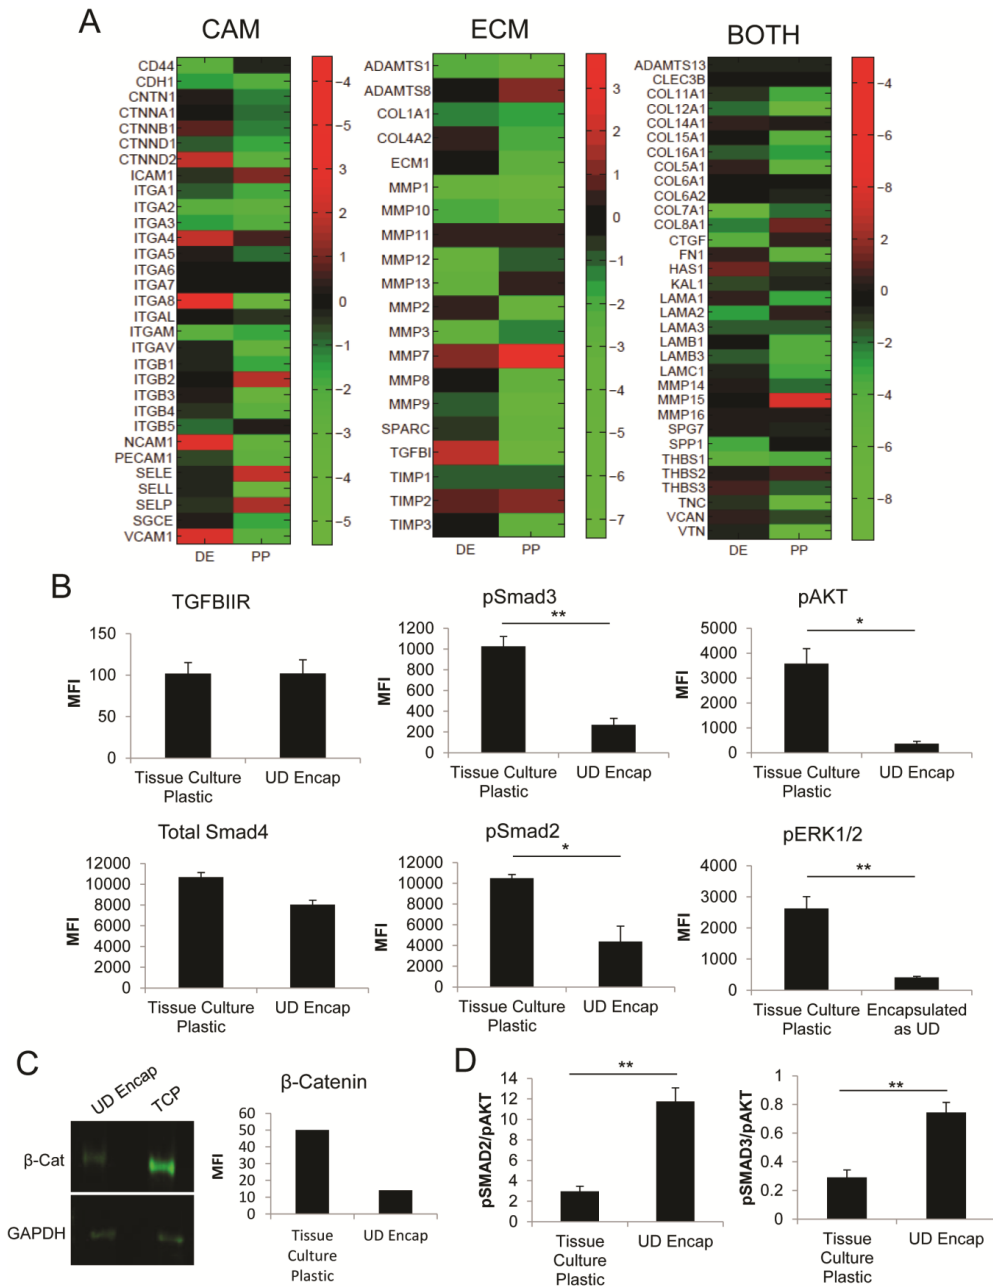 A
CAM
CD44
CDH1
CNTN1
CTNNA1
CTNNB1
CTNND1
CTNND2
ICAM1
ITGA1
ITGA2
ITGA3
ITGA4
ITGA5
ITGA6
ITGA7
ITGA8
ITGAL
ITGAM
ITGAV
ITGB1
ITGB2
ITGB3
ITGB4
ITGB5
NCAM1
PECAM1
SELE
SELL
SELP
SGCE
VCAM1
DE PP
-4
-5
3
2
1
0
-1
-2
-3
-4
-5
ECM
ADAMTS1
ADAMTS8
COL1A1
COL4A2
ECM1
MMP1
MMP10
MMP11
MMP12
MMP13
MMP2
MMP3
MMP7
MMP8
MMP9
SPARC
TGFBI
TIMP1
TIMP2
TIMP3
DE PP
3
2
1
0
-1
-2
-3
-4
-5
-6
-7
BOTH
ADAMTS13
CLEC3B
COL11A1
COL12A1
COL14A1
COL15A1
COL16A1
COL5A1
COL6A1
COL6A2
COL7A1
COL8A1
CTGF
FN1
HAS1
KAL1
LAMA1
LAMA2
LAMA3
LAMB1
LAMB3
LAMC1
MMP14
MMP15
MMP16
SPG7
SPP1
THBS1
THBS2
THBS3
TNC
VCAN
VTN
DE PP
-4
-6
-8
-2
0
-2
-4
-6
-8
B
TGFBIIR
MFI
150
100
50
0
Tissue Culture
Plastic
UD Encap
pSmad3
**
MFI
1200
1000
800
600
400
200
0
Tissue Culture
Plastic
UD Encap
pAKT
*
MFI
5000
4000
3000
2000
1000
0
Tissue Culture
Plastic
UD Encap
Total Smad4
MFI
12000
10000
8000
6000
4000
2000
0
Tissue Culture
Plastic
UD Encap
pSmad2
*
MFI
12000
10000
8000
6000
4000
2000
0
Tissue Culture
Plastic
UD Encap
pERK1/2
**
MFI
4000
3000
2000
1000
0
Tissue Culture
Plastic
Encapsulated
as UD
C
UD Encap
TCP
β-Cat
GAPDH
β-Catenin
MFI
60
50
40
30
20
10
0
Tissue
Culture
Plastic
UD Encap
D
**
pSMAD2/pAKT
14
12
10
8
6
4
2
0
Tissue
Culture
Plastic
UD Encap
**
pSMAD3/pAKT
1
0.8
0.6
0.4
0.2
0
Tissue
Culture
Plastic
UD Encap